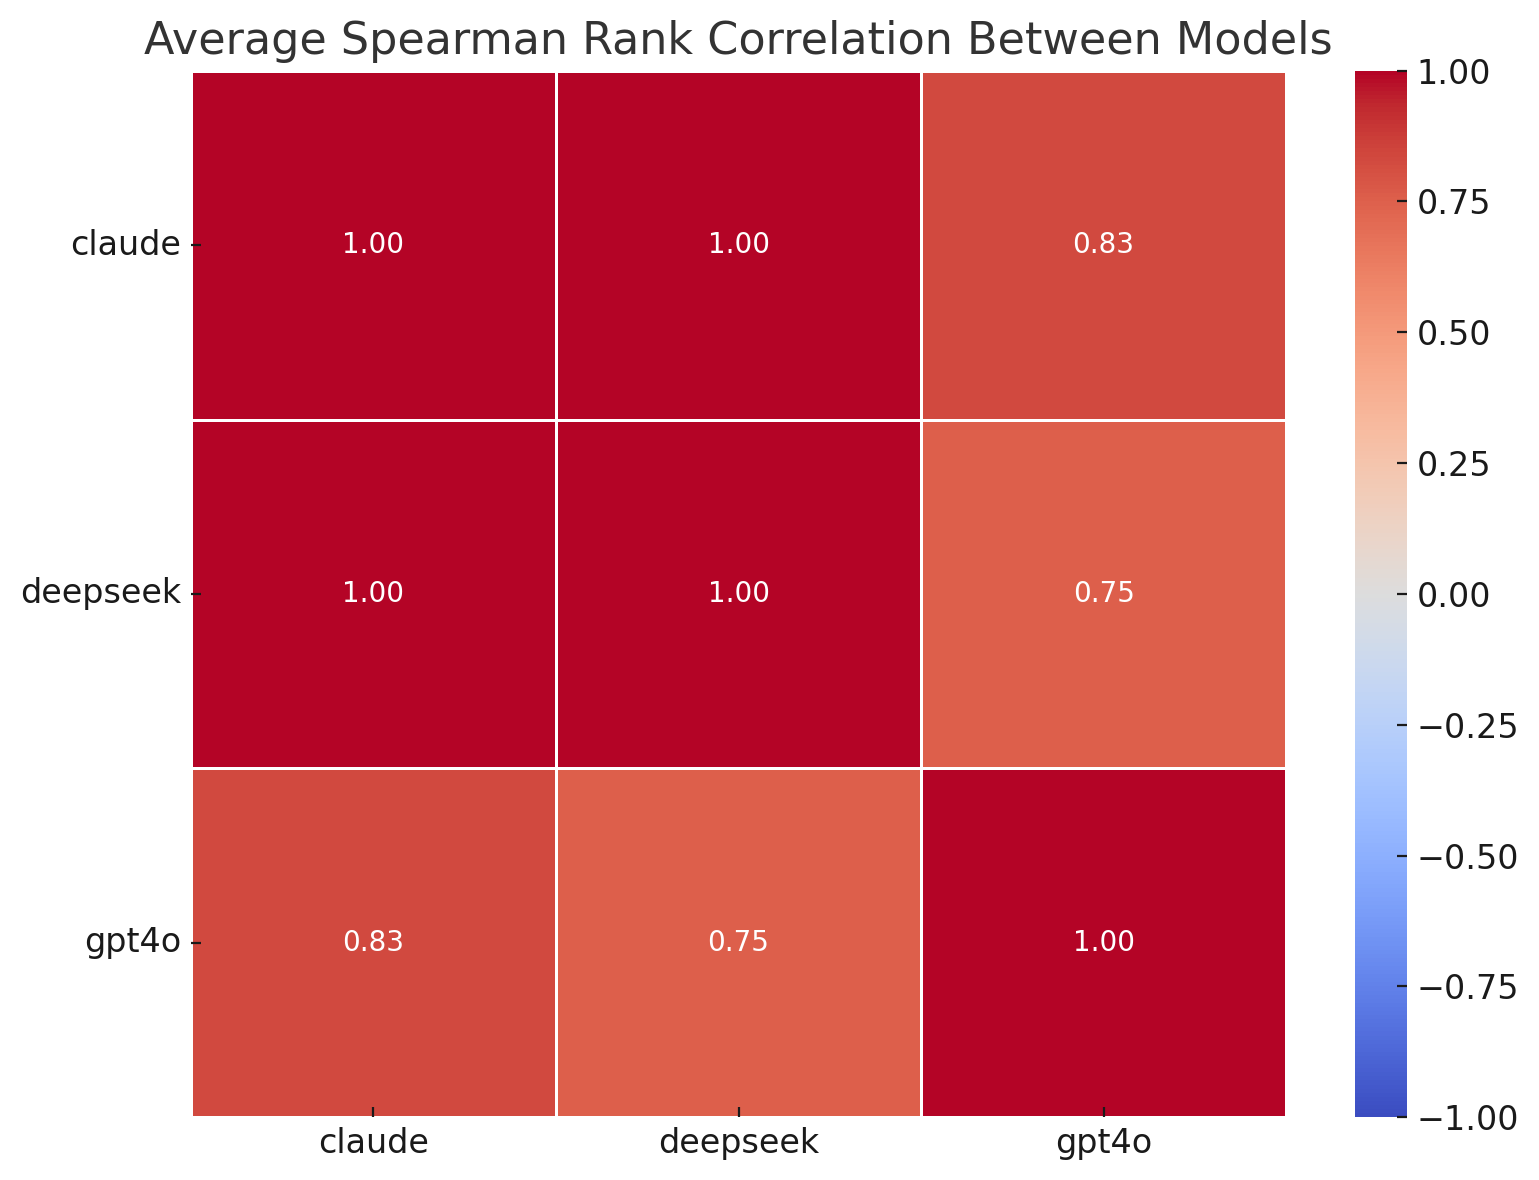 Average Spearman Rank Correlation Between Models
claude
1.00 1.00 0.83
deepseek
1.00 1.00 0.75
gpt4o
0.83 0.75 1.00
claude deepseek gpt4o
1.00
0.75
0.50
0.25
0.00
−0.25
−0.50
−0.75
−1.00